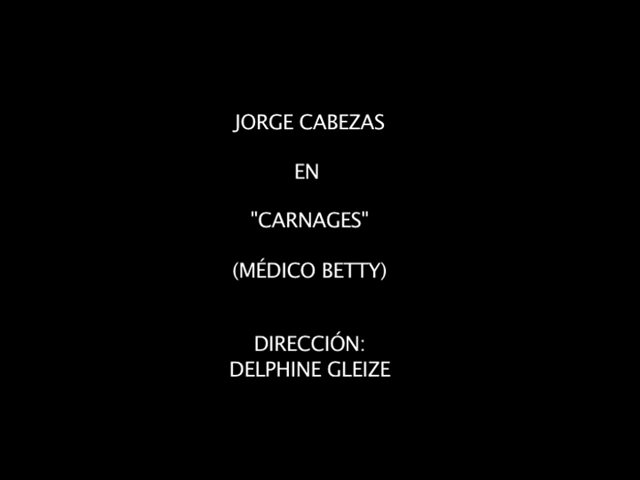 JORGE CABEZAS
EN
"CARNAGES"
(MÉDICO BETTY)
DIRECCIÓN:
DELPHINE GLEIZE